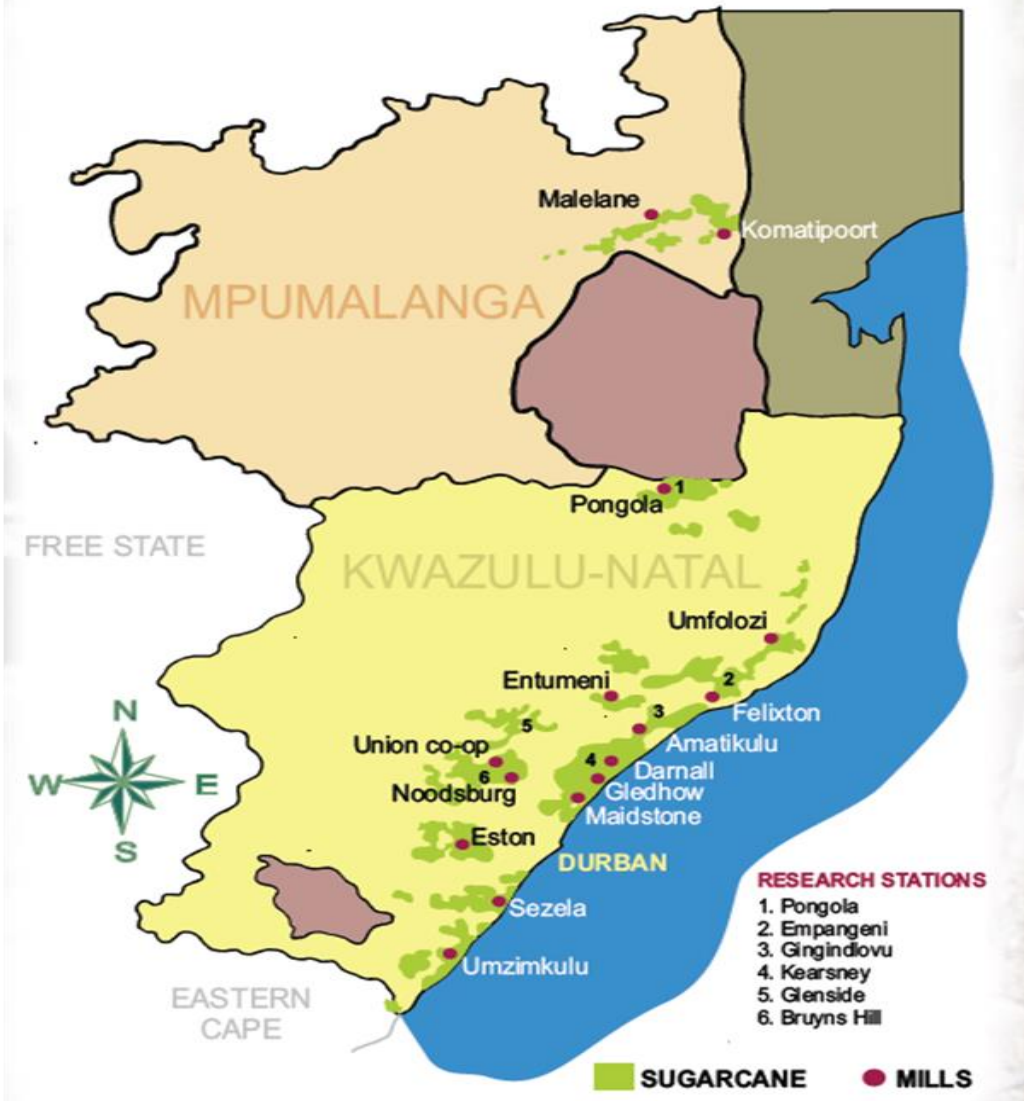 Malelane
Komatipoort
MPUMALANGA
Pongola
1
FREE STATE
KWAZULU-NATAL
Umfolozi
Entumeni
2
Felixton
3
5
Amatikulu
Union co-op
4
Darnall
6
Gledhow
Noodsburg
Maidstone
N
W
E
S
Eston
DURBAN
Sezela
Umzimkulu
EASTERN
CAPE
RESEARCH STATIONS
1. Pongola
2. Empangeni
3. Gingindlovu
4. Kearsney
5. Glenside
6. Bruyns Hill
SUGARCANE
MILLS